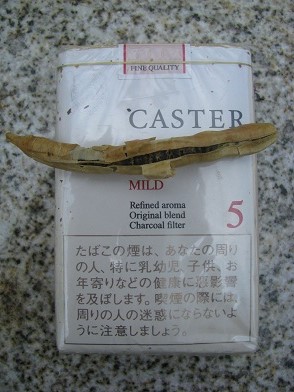 FINE QUALITY
CASTER
MILD
Refined aroma
Original blend
Charcoal filter
5
たばこの煙は、あなたの周り
の人、特に乳幼児、子供、お
年寄りなどの健康に悪影響
を及ぼします。喫煙の際には、
周りの人の迷惑にならないよ
うに注意しましょう。